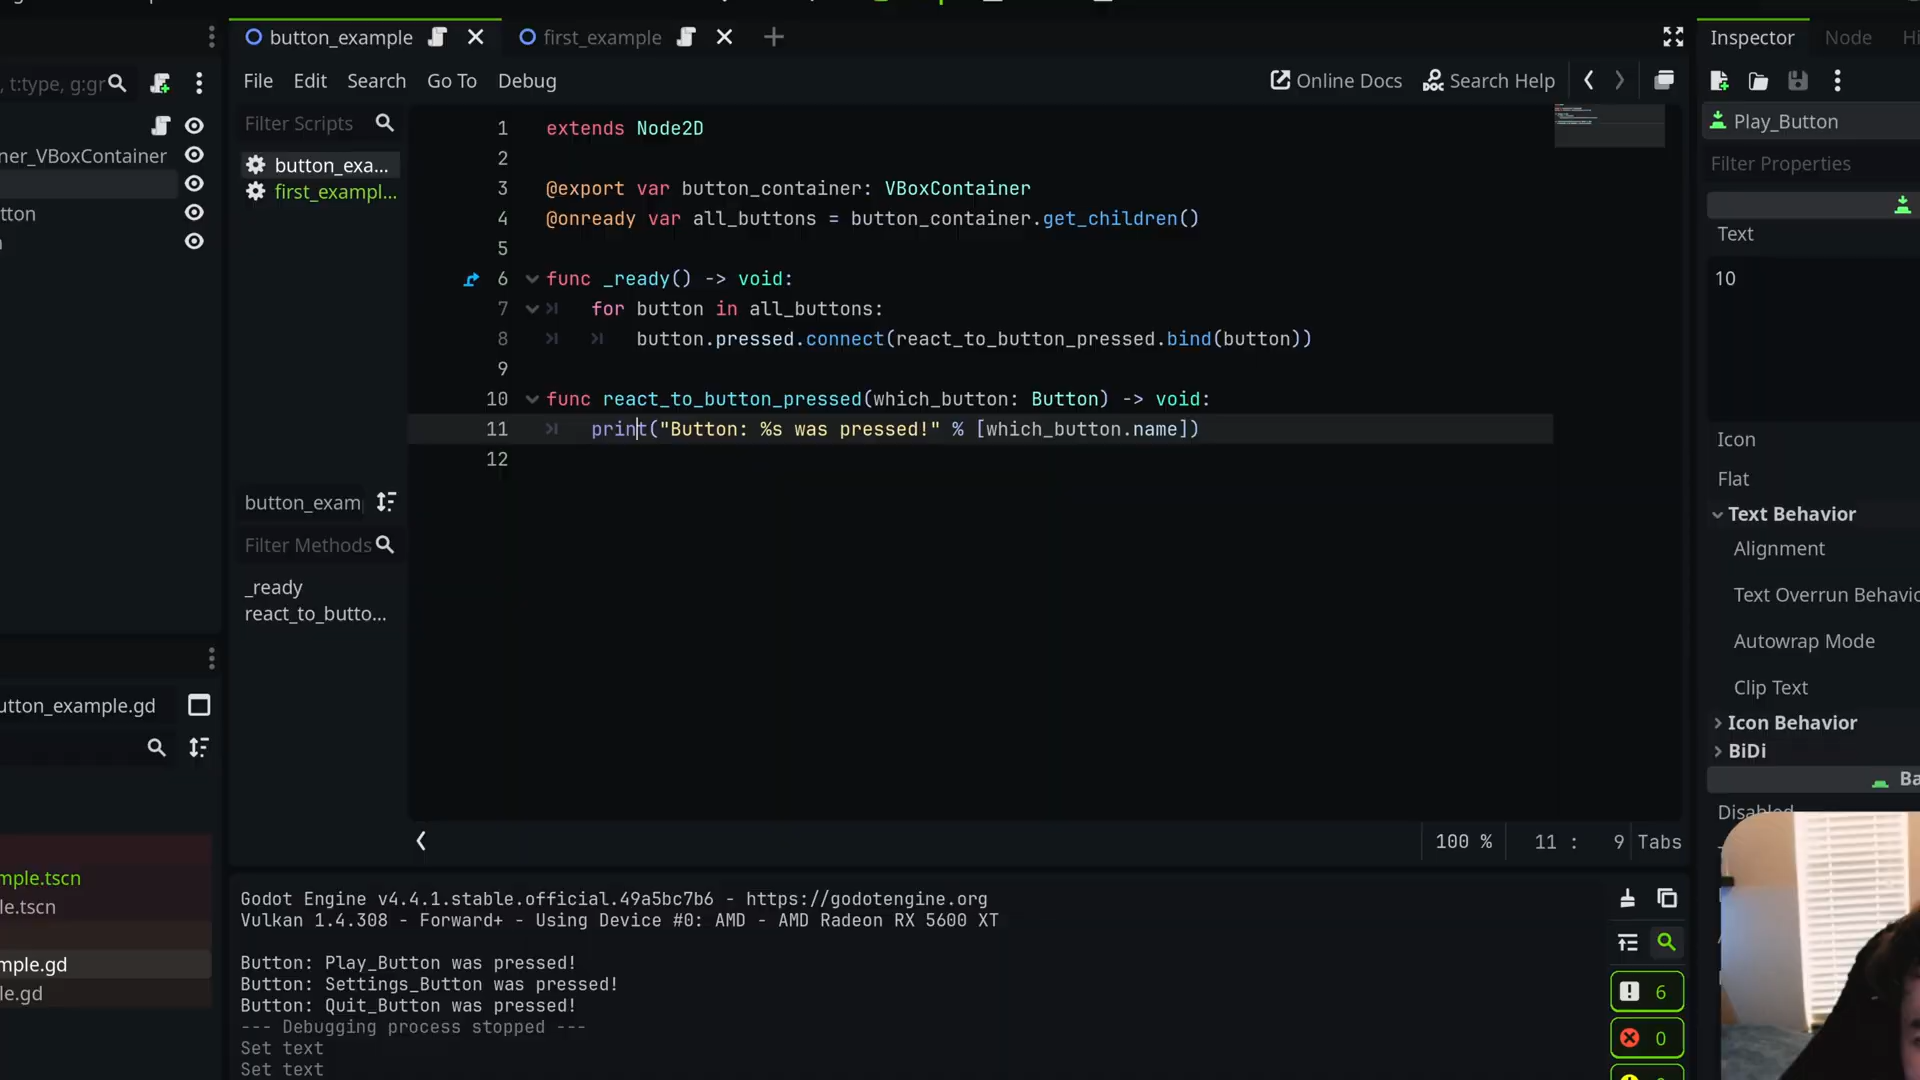 button_example
first_example
Inspector
Node
Hi
, t:type, g:gr
File
Edit
Search
Go To
Debug
Online Docs
Search Help
Filter Scripts
button_exa...
first_exampl...
ner_VBoxContainer
tton
1 extends Node2D
2
3 @export var button_container: VBoxContainer
4 @onready var all_buttons = button_container.get_children()
5
6 func _ready() -> void:
7 for button in all_buttons:
8 button.pressed.connect(react_to_button_pressed.bind(button))
9
10 func react_to_button_pressed(which_button: Button) -> void:
11 print("Button: %s was pressed!" % [which_button.name])
12
button_exam
Filter Methods
_ready
react_to_butto...
utton_example.gd
mple.tscn
le.tscn
mple.gd
le.gd
100 %
11 : 9
Tabs
Godot Engine v4.4.1.stable.official.49a5bc7b6 - https://godotengine.org
Vulkan 1.4.308 - Forward+ - Using Device #0: AMD - AMD Radeon RX 5600 XT
Button: Play_Button was pressed!
Button: Settings_Button was pressed!
Button: Quit_Button was pressed!
--- Debugging process stopped ---
Set text
Set text
6
0
Play_Button
Filter Properties
Text
10
Icon
Flat
Text Behavior
Alignment
Text Overrun Behavio
Autowrap Mode
Clip Text
Icon Behavior
BiDi
Ba
Disabled